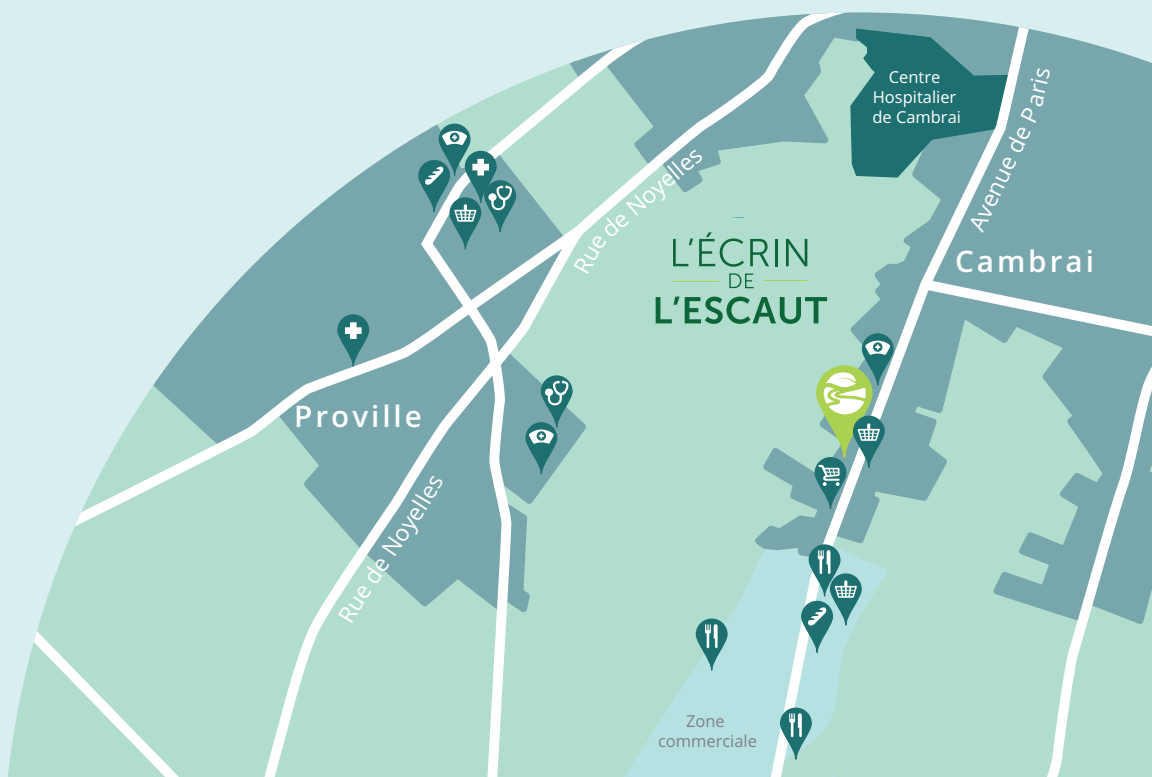 Centre
Hospitalier
de Cambrai
Avenue de Paris
Rue de Noyelles
L'ÉCRIN
DE
L'ESCAUT
Cambrai
Proville
Rue de Noyelles
Zone
commerciale